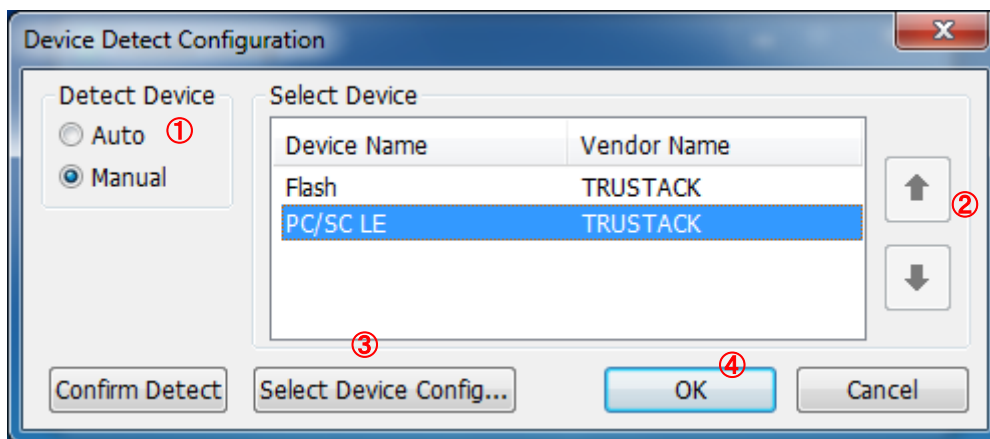 Device Detect Configuration
Detect Device
Auto ①
Manual
Select Device
Device Name Vendor Name
Flash TRUSTACK
PC/SC LE TRUSTACK
②
③
④
Confirm Detect
Select Device Config...
OK
Cancel